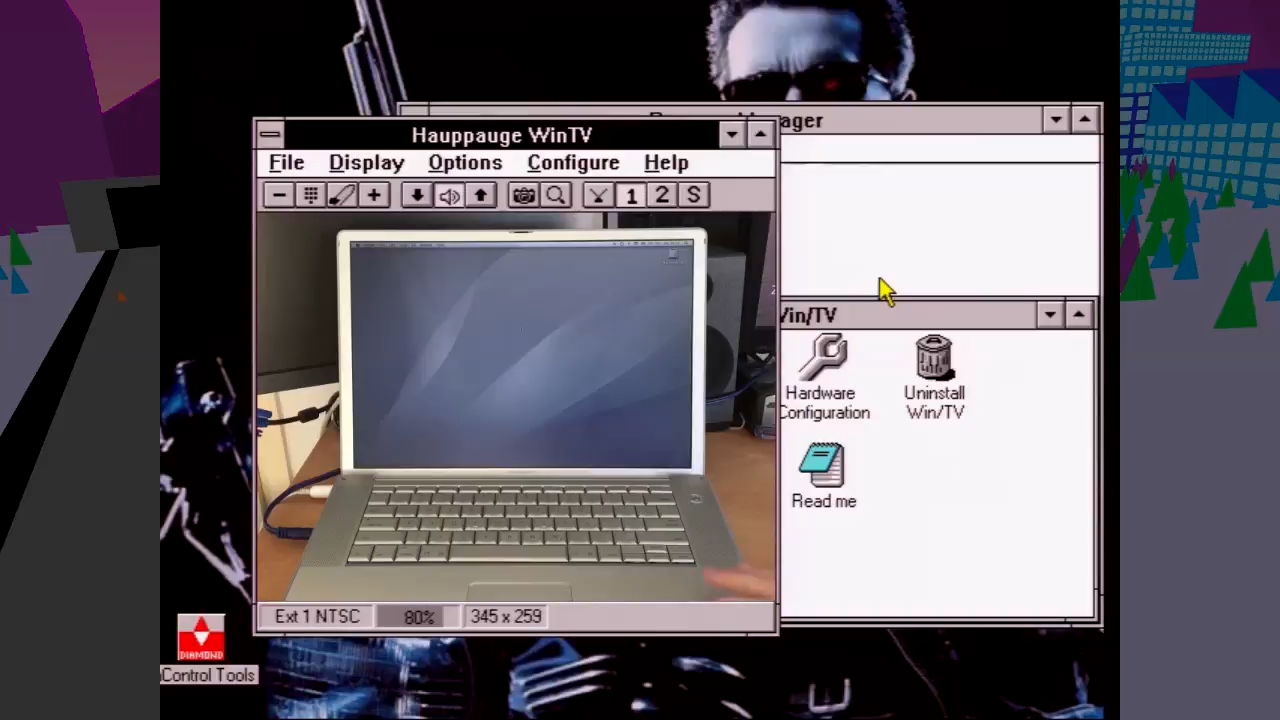 ager
Hauppauge WinTV
File Display Options Configure Help
1 2 S
Win/TV
Hardware
Configuration
Uninstall
Win/TV
Read me
Ext 1 NTSC 80% 345 x 259
DIAMOND
Control Tools